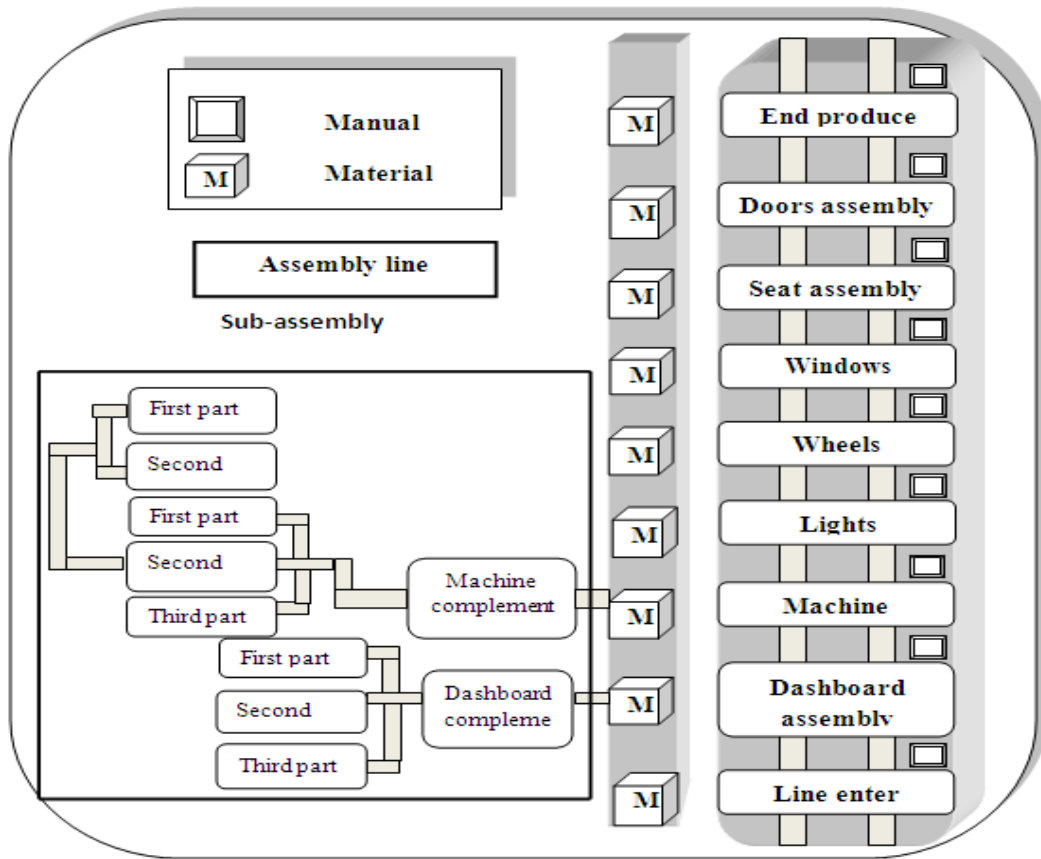 Manual
M
Material
Assembly line
Sub-assembly
First part
Second
First part
Second
Third part
Machine
complement
First part
Second
Third part
Dashboard
compleme
M
M
M
M
M
M
M
M
M
End produce
Doors assembly
Seat assembly
Windows
Wheels
Lights
Machine
Dashboard
assembly
Line enter